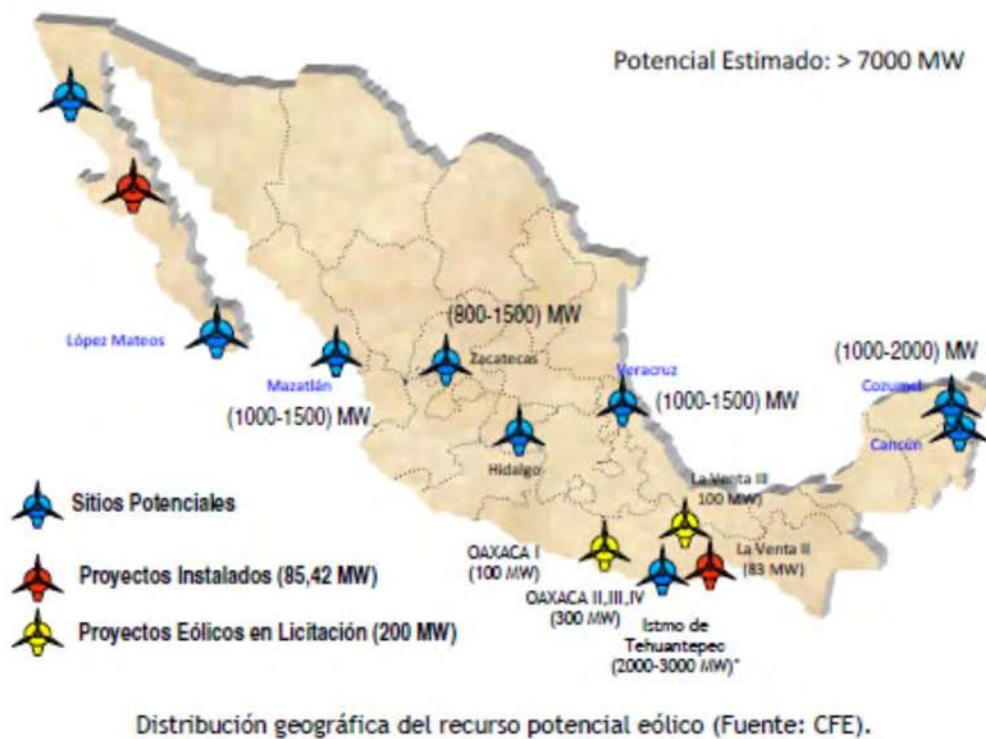 Potencial Estimado: > 7000 MW
(800-1500) MW
Zacatecas
López Mateos
Mazatlán
(1000-1500) MW
Veracruz
(1000-1500) MW
(1000-2000) MW
Cozumel
Cancún
Hidalgo
La Venta III
100 MW)
OAXACA I
(100 MW)
La Venta II
(83 MW)
OAXACA II,III,IV
(300 MW)
Istmo de
Tehuantepec
(2000-3000 MW)"
Sitios Potenciales
Proyectos Instalados (85,42 MW)
Proyectos Eólicos en Licitación (200 MW)
Distribución geográfica del recurso potencial eólico (Fuente: CFE).